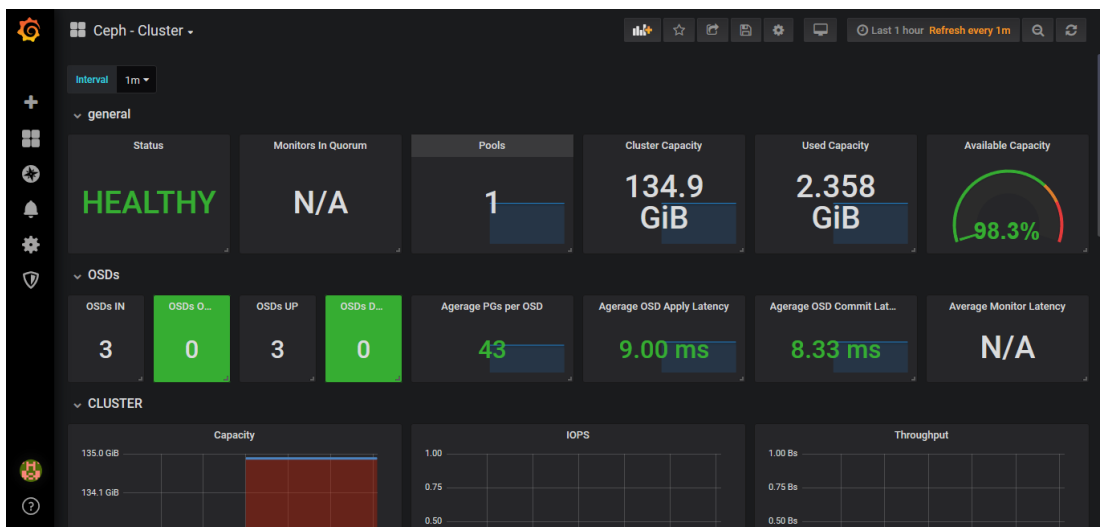 Ceph - Cluster
Last 1 hour Refresh every 1m
Interval 1m
general
Status
HEALTHY
Monitors In Quorum
N/A
Pools
1
Cluster Capacity
134.9
GiB
Used Capacity
2.358
GiB
Available Capacity
98.3%
OSDs
OSDs IN
3
OSDs O...
0
OSDs UP
3
OSDs D...
0
Agerage PGs per OSD
43
Agerage OSD Apply Latency
9.00 ms
Agerage OSD Commit Lat...
8.33 ms
Average Monitor Latency
N/A
CLUSTER
Capacity
135.0 GiB
134.1 GiB
IOPS
1.00
0.75
0.50
Throughput
1.00 Bs
0.75 Bs
0.50 Bs